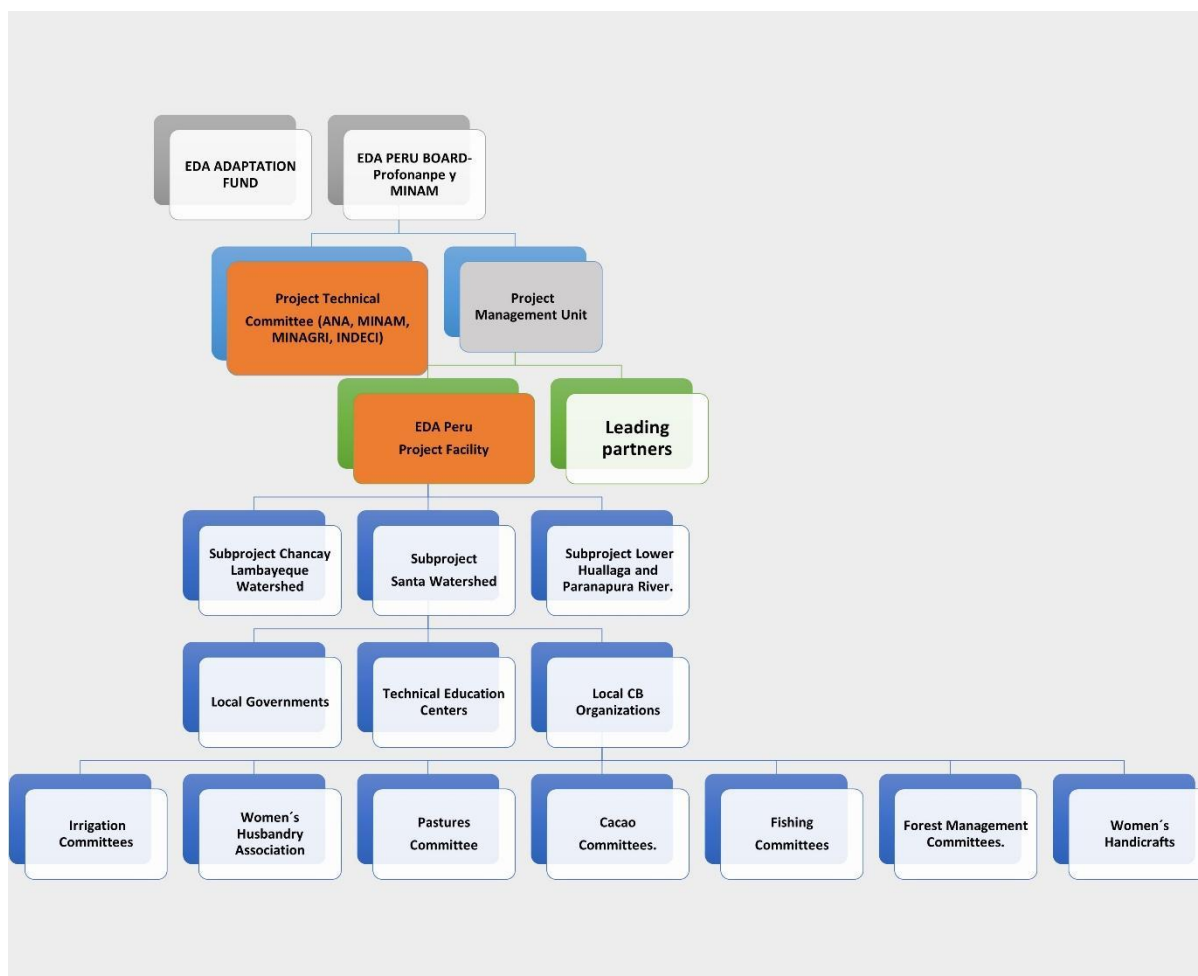 EDA ADAPTATION
FUND
EDA PERU BOARD-
Profonanpe y
MINAM
Project Technical
Committee (ANA, MINAM,
MINAGRI, INDECI)
Project
Management Unit
EDA Peru
Project Facility
Leading
partners
Subproject Chancay
Lambayeque
Watershed
Subproject
Santa Watershed
Subproject Lower
Huallaga and
Paranapura River.
Local Governments
Technical Education
Centers
Local CB
Organizations
Irrigation
Committees
Women´s
Husbandry
Association
Pastures
Committee
Cacao
Committees.
Fishing
Committees
Forest Management
Committees.
Women´s
Handicrafts